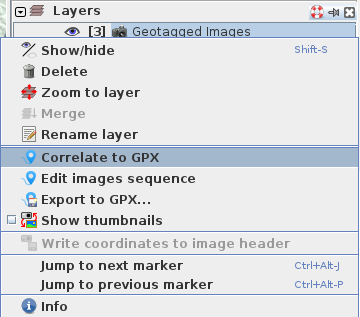 Layers
[3] Geotagged Images
Show/hide Shift-S
Delete
Zoom to layer
Merge
Rename layer
Correlate to GPX
Edit images sequence
Export to GPX...
Show thumbnails
Write coordinates to image header
Jump to next marker Ctrl+Alt-J
Jump to previous marker Ctrl+Alt-P
Info